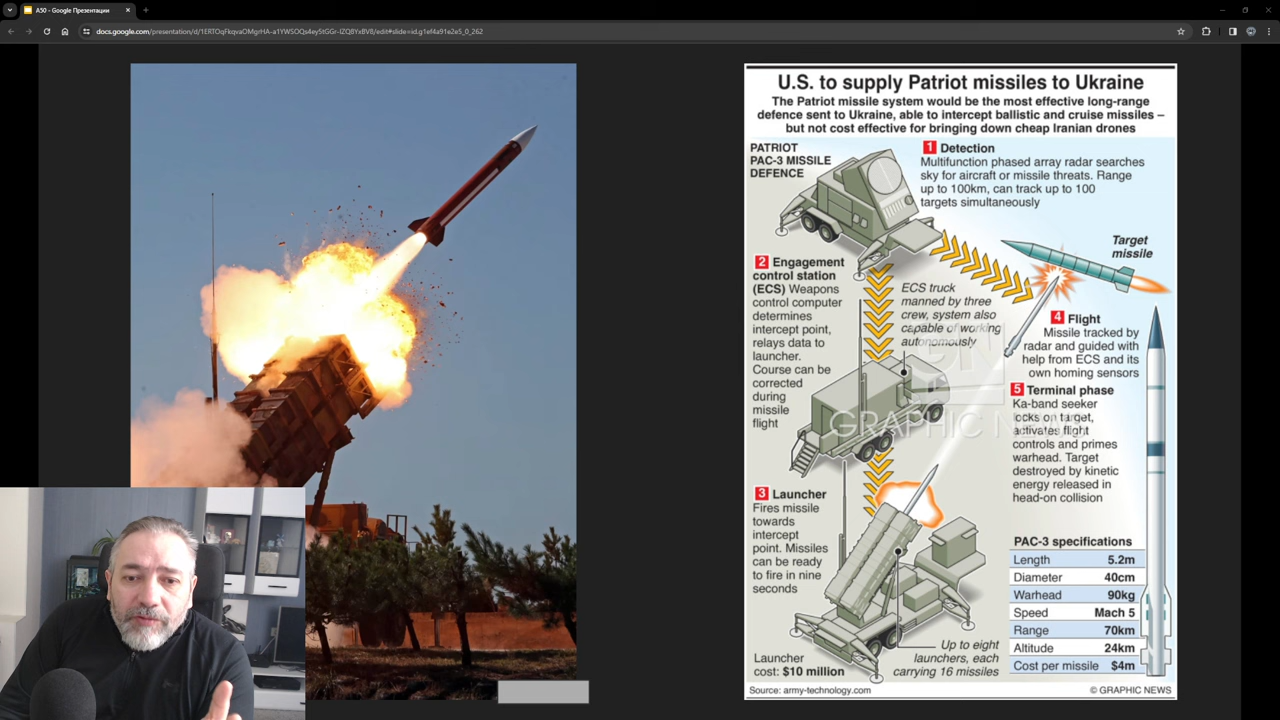 A50 - Google Презентации
docs.google.com/presentation/d/1ERTOqFkqvaOMgrHA-a1YWSOQs4ey5tGGr-IZQBYxBV8/edit#slide=id.g1ef4a91e2e5_0_262
U.S. to supply Patriot missiles to Ukraine
The Patriot missile system would be the most effective long-range
defence sent to Ukraine, able to intercept ballistic and cruise missiles –
but not cost effective for bringing down cheap Iranian drones
PATRIOT
PAC-3 MISSILE
DEFENCE
1 Detection
Multifunction phased array radar searches
sky for aircraft or missile threats. Range
up to 100km, can track up to 100
targets simultaneously
Target
missile
2 Engagement
control station
(ECS) Weapons
control computer
determines
intercept point,
relays data to
launcher.
Course can be
corrected
during
missile
flight
ECS truck
manned by three
crew, system also
capable of working
autonomously
4 Flight
Missile tracked by
radar and guided with
help from ECS and its
own homing sensors
5 Terminal phase
Ka-band seeker
locks on target,
activates flight
controls and primes
warhead. Target
destroyed by kinetic
energy released in
head-on collision
GN
GRAPHIC NEWS
3 Launcher
Fires missile
towards
intercept
point. Missiles
can be ready
to fire in nine
seconds
Launcher
cost: $10 million
Up to eight
launchers, each
carrying 16 missiles
PAC-3 specifications
Length 5.2m
Diameter 40cm
Warhead 90kg
Speed Mach 5
Range 70km
Altitude 24km
Cost per missile $4m
Source: army-technology.com
© GRAPHIC NEWS